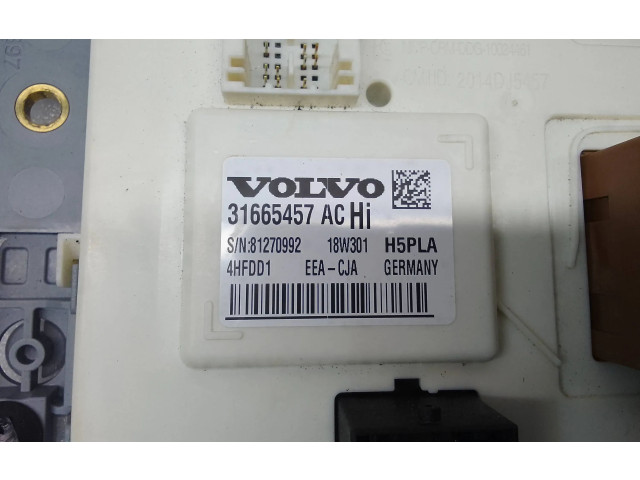 VOLVO
31665457 AC Hi
S/N:81270992 18W301 H5PLA
4HFDD1 EEA-CJA GERMANY